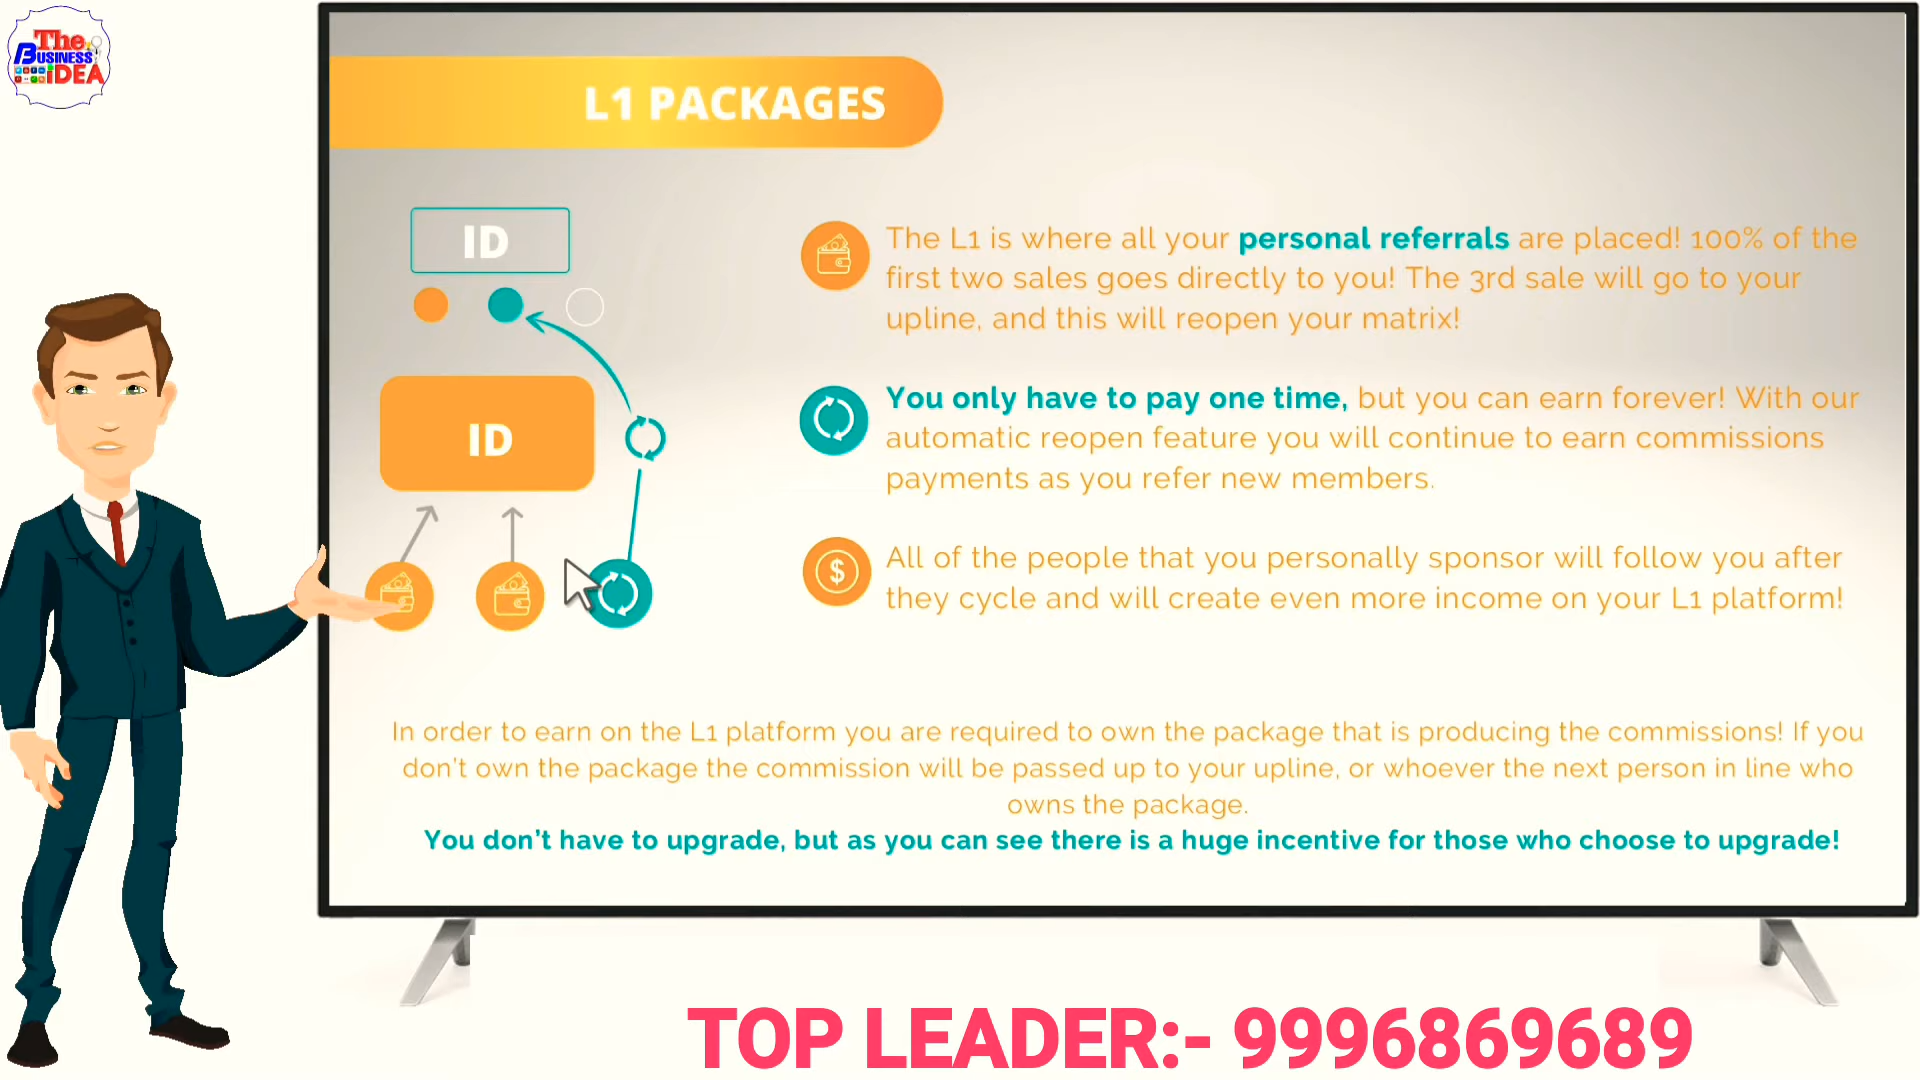 The
BUSINESS
iDEA
L1 PACKAGES
ID
ID
The L1 is where all your personal referrals are placed! 100% of the
first two sales goes directly to you! The 3rd sale will go to your
upline, and this will reopen your matrix!
You only have to pay one time, but you can earn forever! With our
automatic reopen feature you will continue to earn commissions
payments as you refer new members.
$
All of the people that you personally sponsor will follow you after
they cycle and will create even more income on your L1 platform!
In order to earn on the L1 platform you are required to own the package that is producing the commissions! If you
don't own the package the commission will be passed up to your upline, or whoever the next person in line who
owns the package.
You don't have to upgrade, but as you can see there is a huge incentive for those who choose to upgrade!
TOP LEADER:- 9996869689